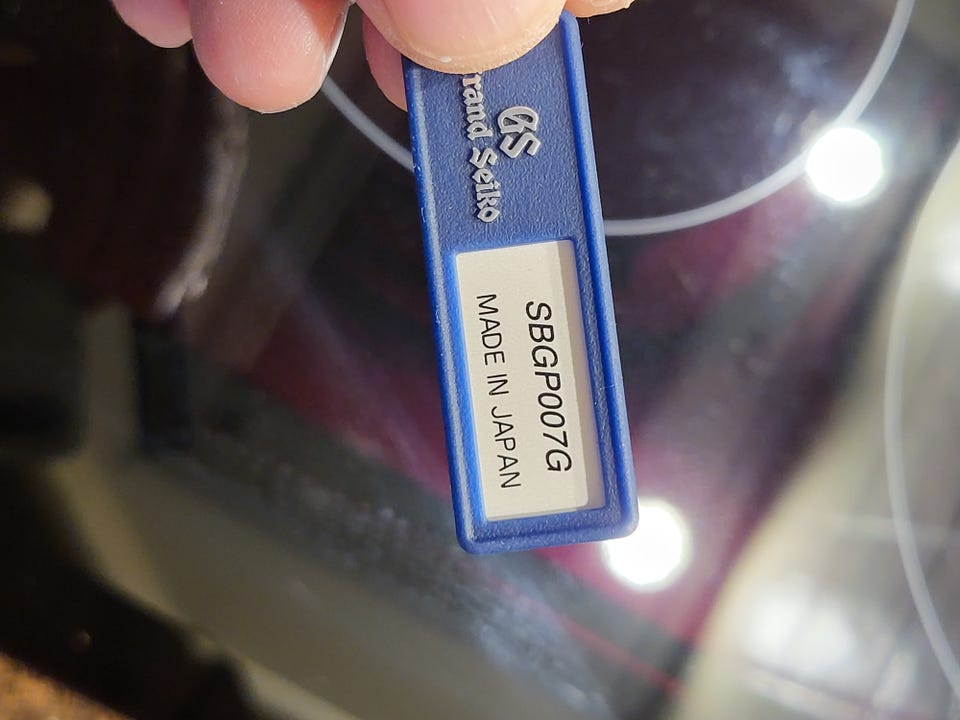 GS
rand Seiko
SBGP007G
MADE IN JAPAN